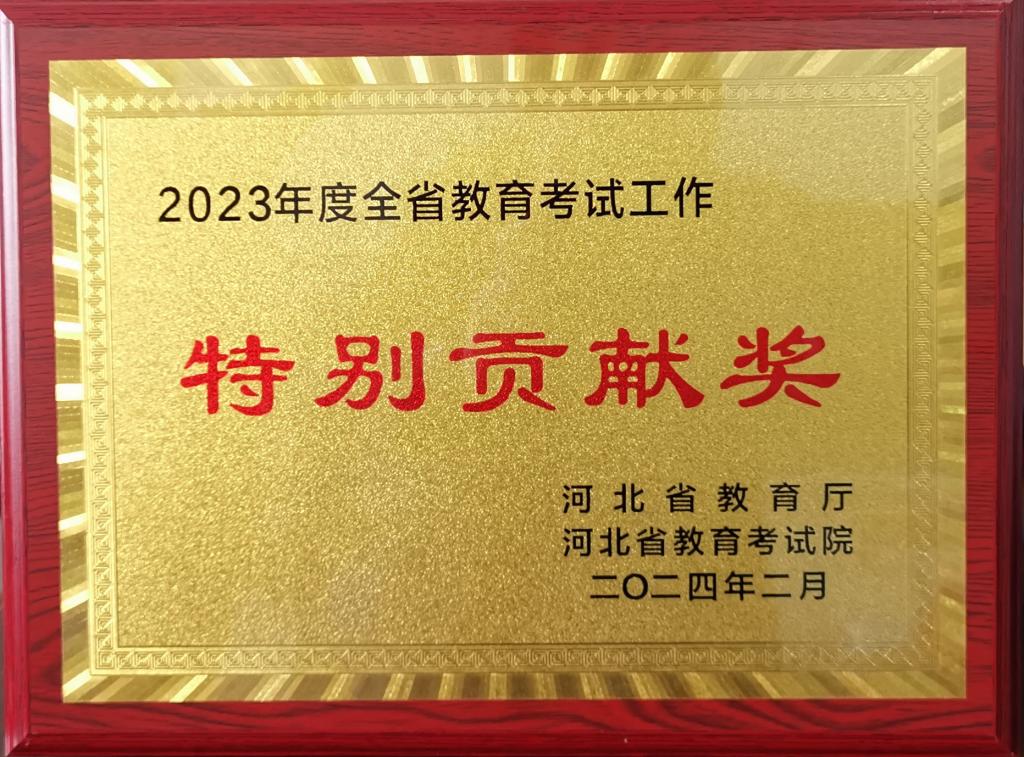 2023年度全省教育考试工作
特别贡献奖
河北省教育厅
河北省教育考试院
二〇二四年二月